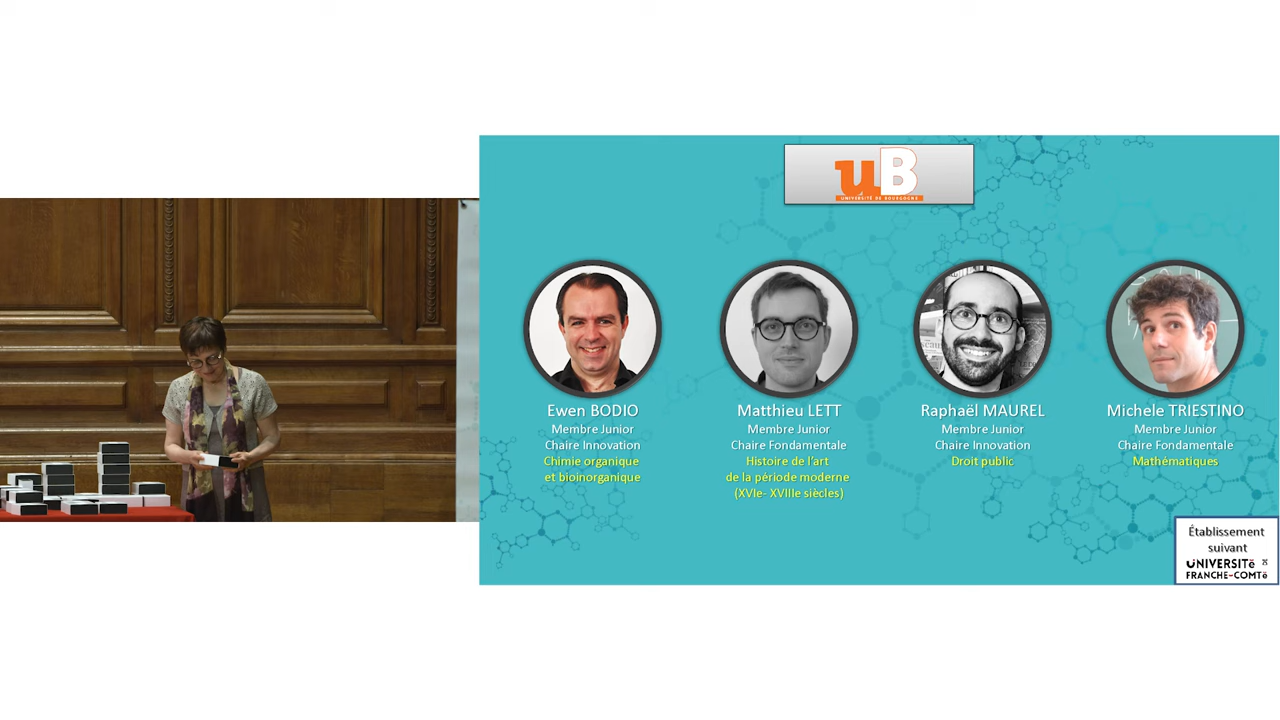 uB
UNIVERSITÉ DE BOURGOGNE
Ewen BODIO
Membre Junior
Chaire Innovation
Chimie organique
et bioinorganique
Matthieu LETT
Membre Junior
Chaire Fondamentale
Histoire de l'art
de la période moderne
(XVIe- XVIIIe siècles)
Raphaël MAUREL
Membre Junior
Chaire Innovation
Droit public
Michele TRIESTINO
Membre Junior
Chaire Fondamentale
Mathématiques
Établissement
suivant
UNIVERSITé
FRANCHE-COMTé